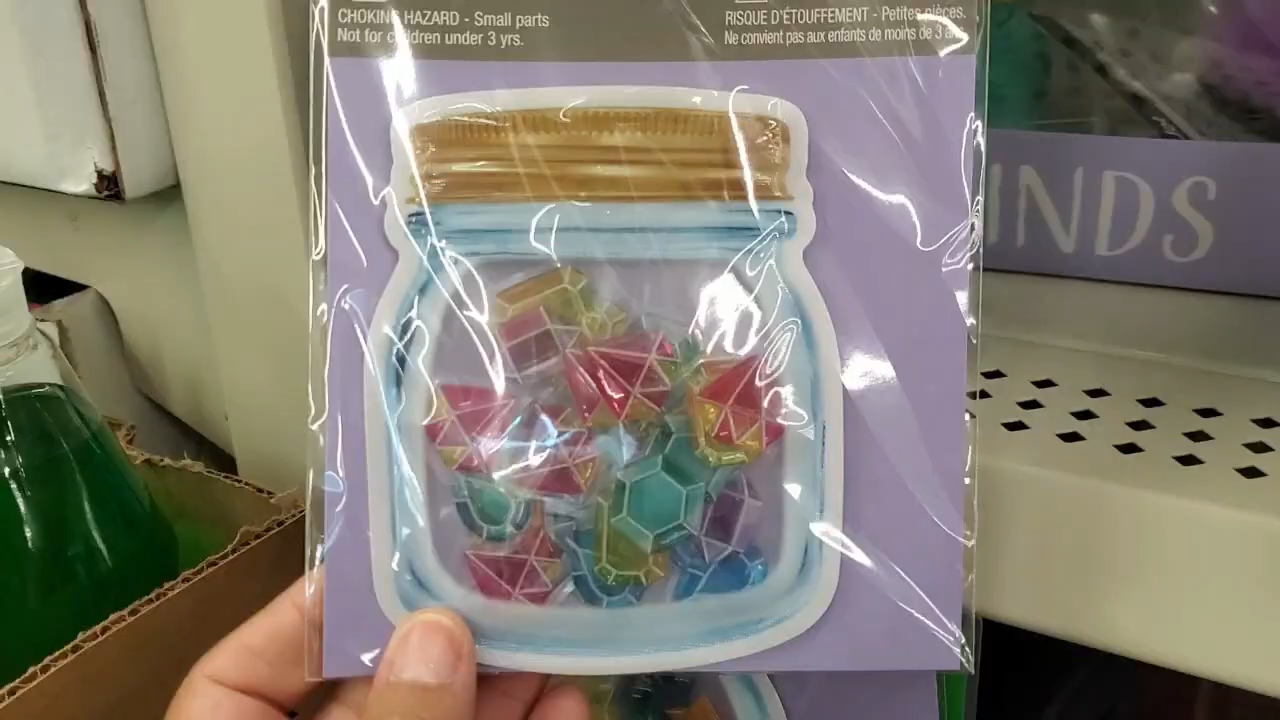 CHOKING HAZARD - Small parts
Not for children under 3 yrs.
RISQUE D'ÉTOUFFEMENT - Petites pièces.
Ne convient pas aux enfants de moins de 3 ans
INDS